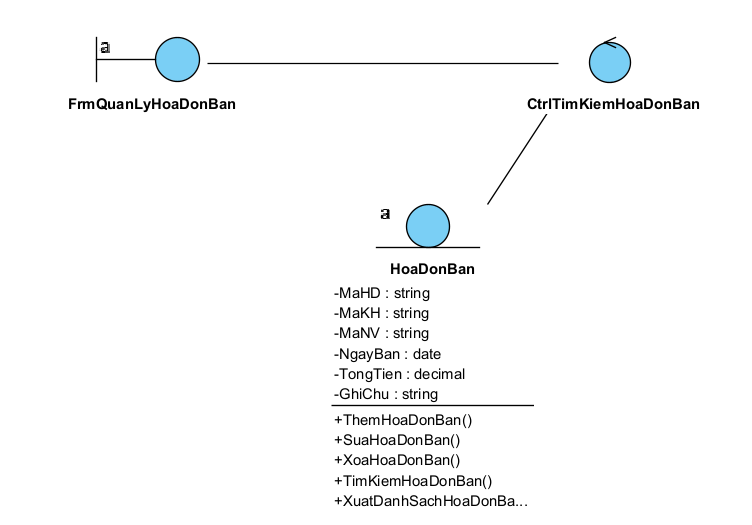 a
FrmQuanLyHoaDonBan
CtrlTimKiemHoaDonBan
HoaDonBan
-MaHD : string
-MaKH : string
-MaNV : string
-NgayBan : date
-TongTien : decimal
-GhiChu : string
+ThemHoaDonBan()
+SuaHoaDonBan()
+XoaHoaDonBan()
+TimKiemHoaDonBan()
+XuatDanhSachHoaDonBa...